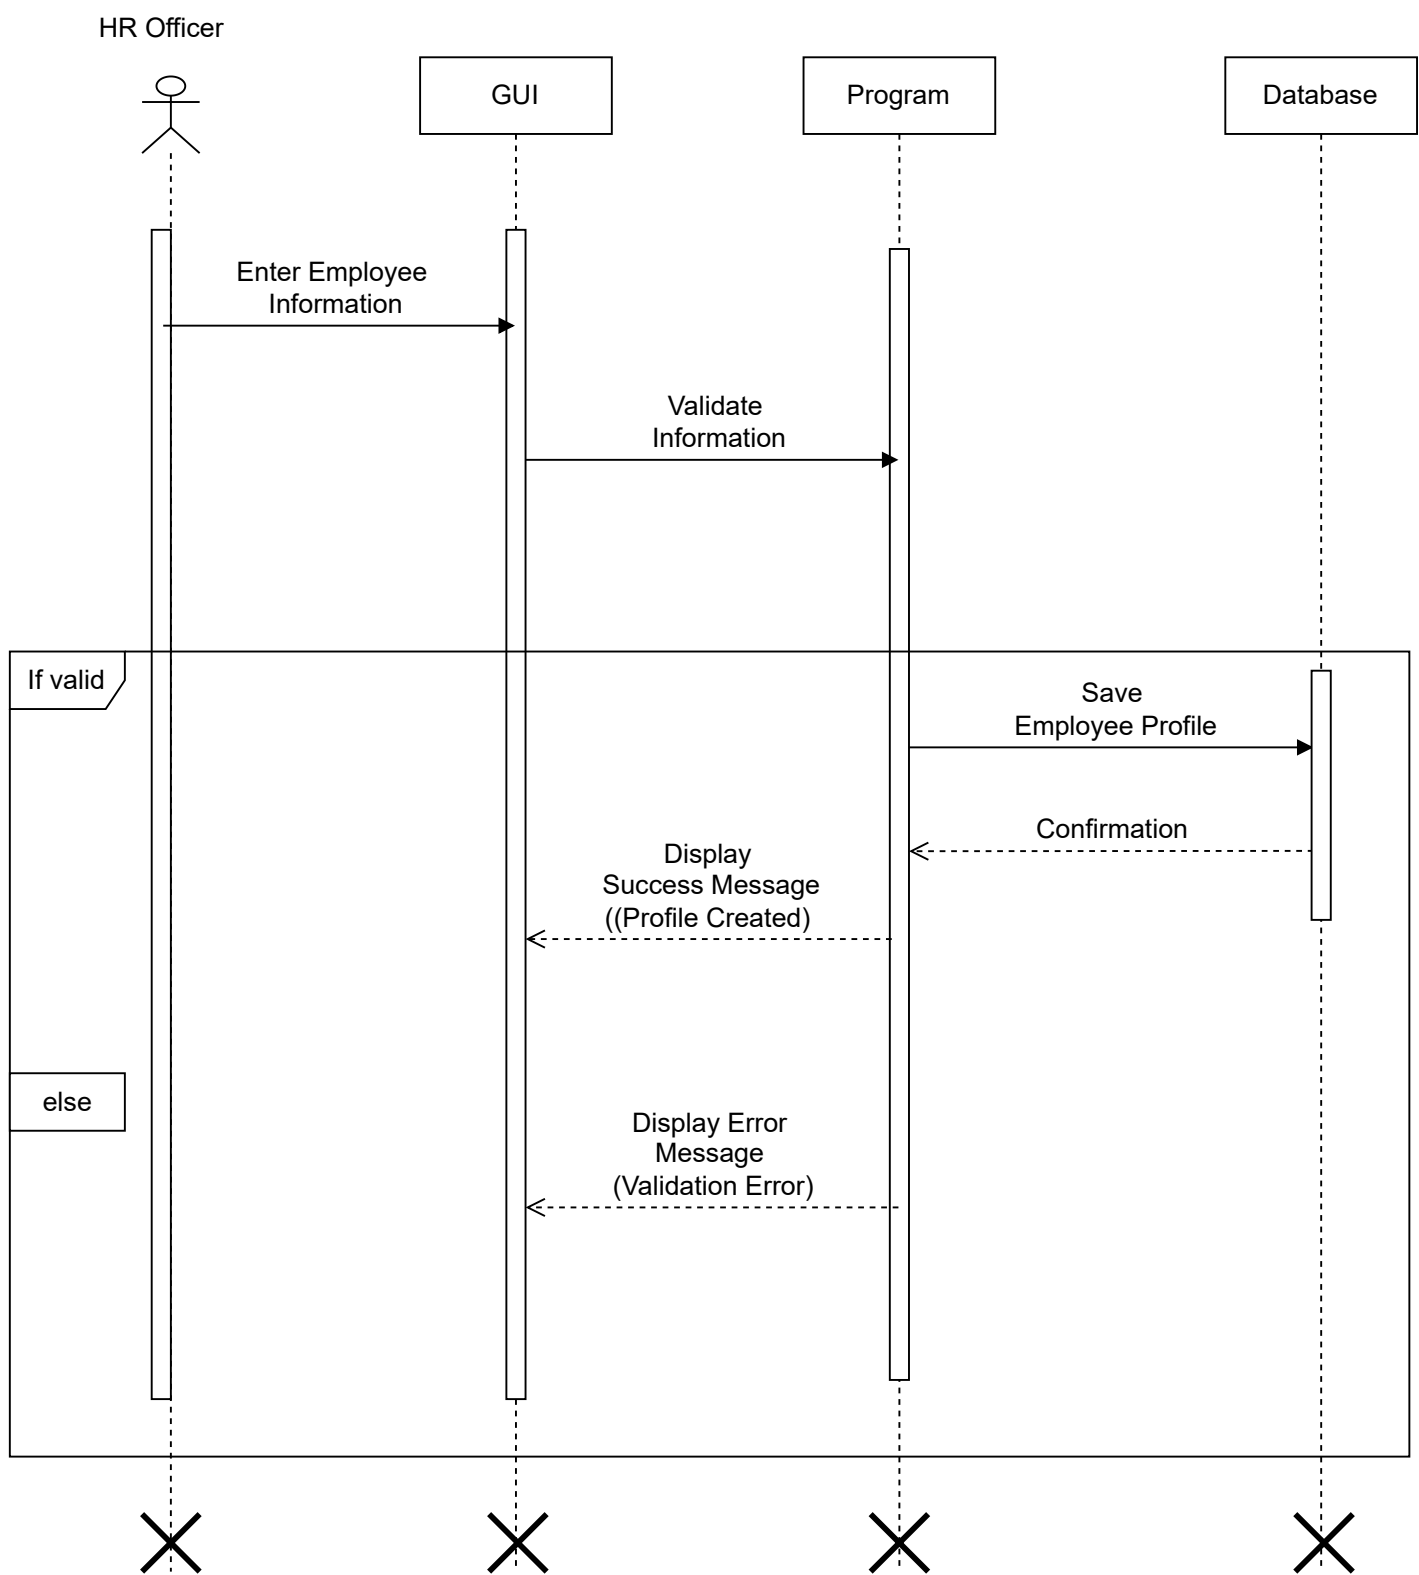 HR Officer
GUI
Program
Database
Enter Employee
Information
Validate
Information
If valid
Save
Employee Profile
Confirmation
Display
Success Message
((Profile Created)
else
Display Error
Message
(Validation Error)